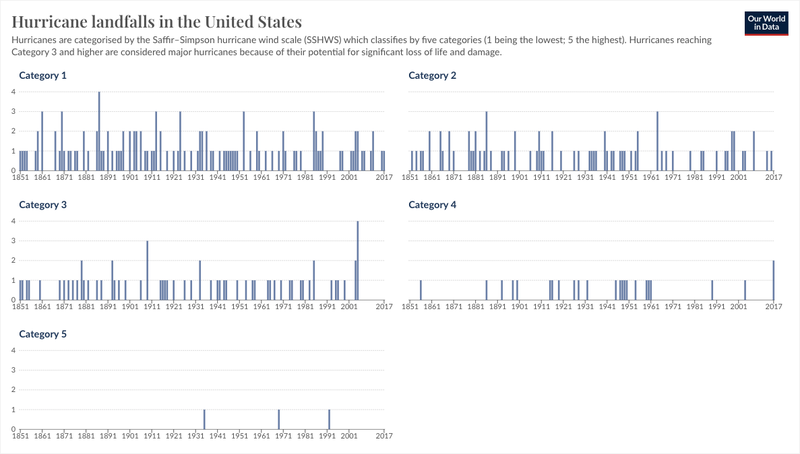 Hurricane landfalls in the United States
Our World
in Data
Hurricanes are categorised by the Saffir–Simpson hurricane wind scale (SSHWS) which classifies by five categories (1 being the lowest; 5 the highest). Hurricanes reaching
Category 3 and higher are considered major hurricanes because of their potential for significant loss of life and damage.
Category 1
Category 2
4
3
2
1
0
1851 1861 1871 1881 1891 1901 1911 1921 1931 1941 1951 1961 1971 1981 1991 2001 2017
1851 1861 1871 1881 1891 1901 1911 1921 1931 1941 1951 1961 1971 1981 1991 2001 2017
Category 3
Category 4
4
3
2
1
0
1851 1861 1871 1881 1891 1901 1911 1921 1931 1941 1951 1961 1971 1981 1991 2001 2017
1851 1861 1871 1881 1891 1901 1911 1921 1931 1941 1951 1961 1971 1981 1991 2001 2017
Category 5
4
3
2
1
0
1851 1861 1871 1881 1891 1901 1911 1921 1931 1941 1951 1961 1971 1981 1991 2001 2017